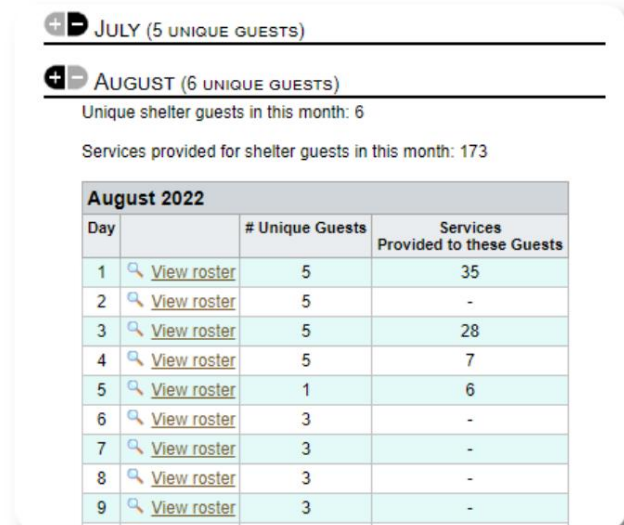 JULY (5 UNIQUE GUESTS)
AUGUST (6 UNIQUE GUESTS)
Unique shelter guests in this month: 6
Services provided for shelter guests in this month: 173
August 2022
Day # Unique Guests Services Provided to these Guests
1 View roster 5 35
2 View roster 5 -
3 View roster 5 28
4 View roster 5 7
5 View roster 1 6
6 View roster 3 -
7 View roster 3 -
8 View roster 3 -
9 View roster 3 -